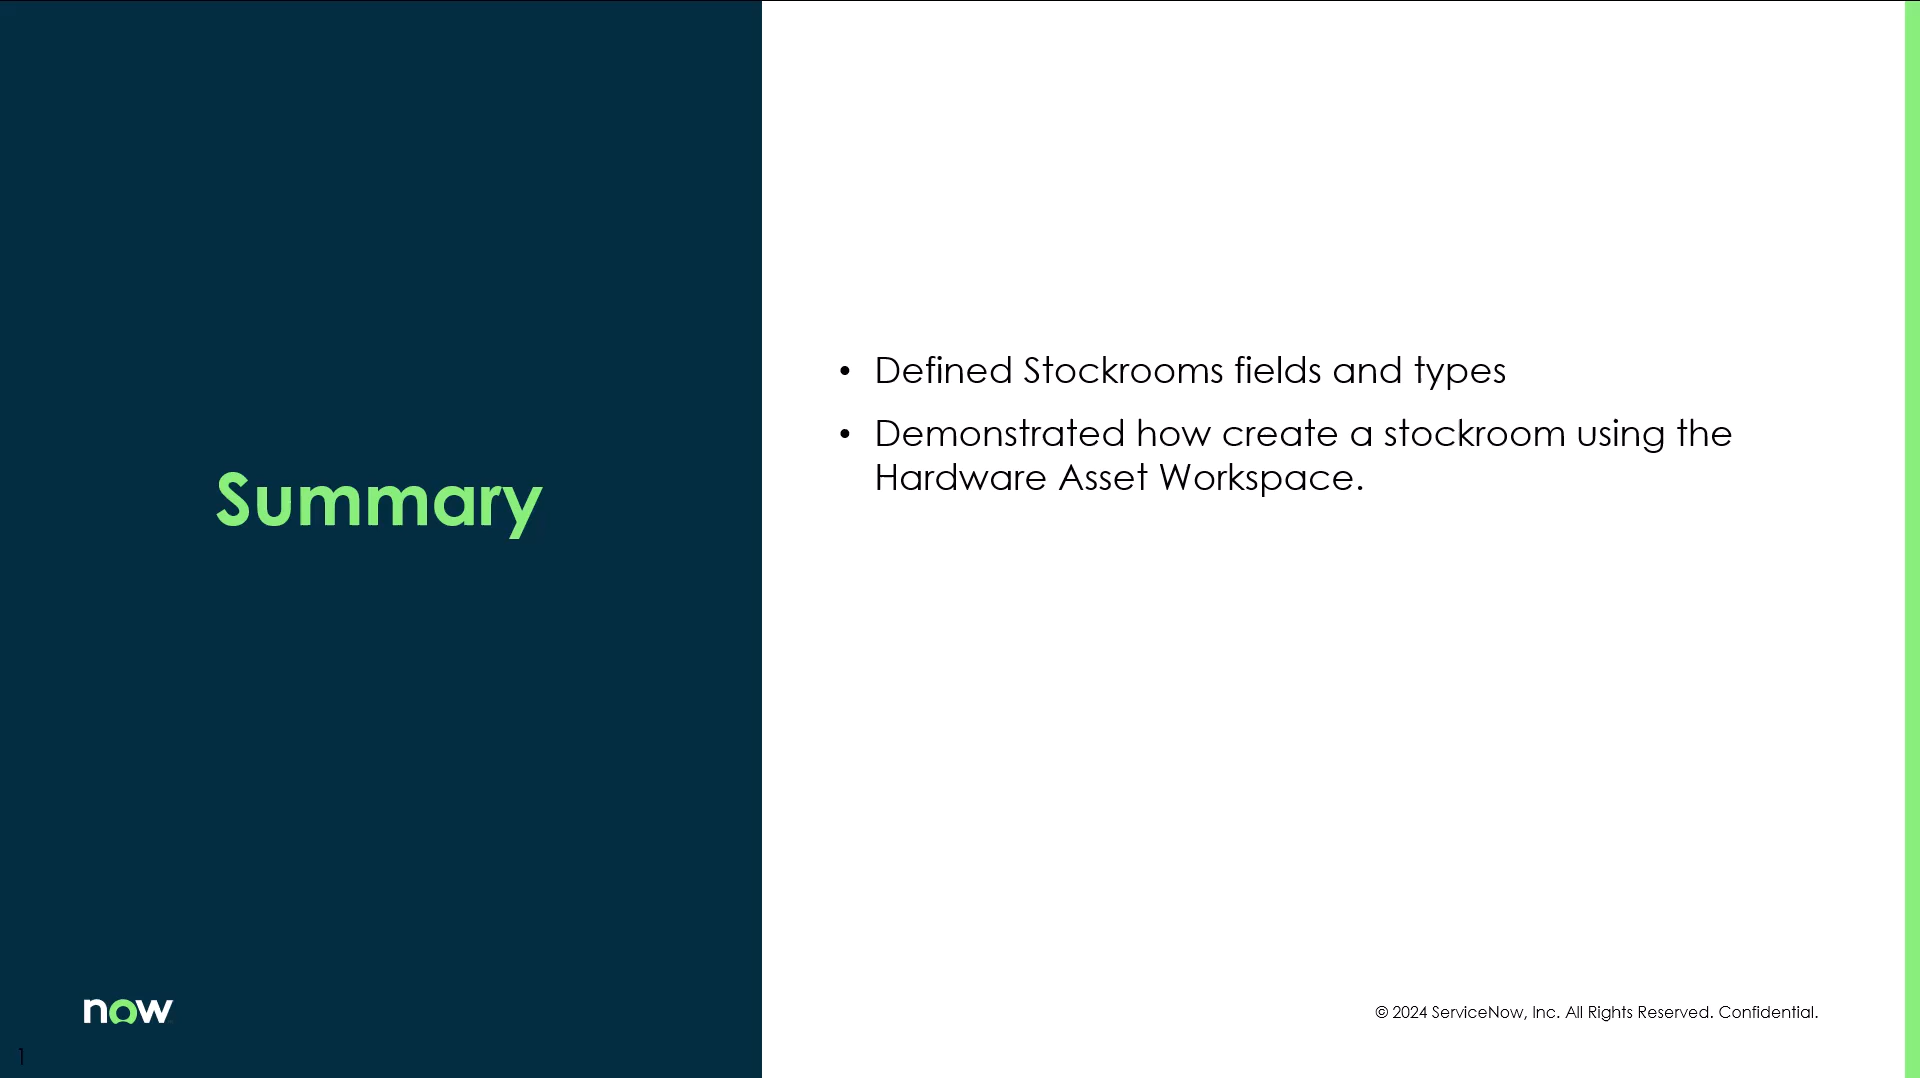 Summary
• Defined Stockrooms fields and types
• Demonstrated how create a stockroom using the
Hardware Asset Workspace.
now
© 2024 ServiceNow, Inc. All Rights Reserved. Confidential.
1